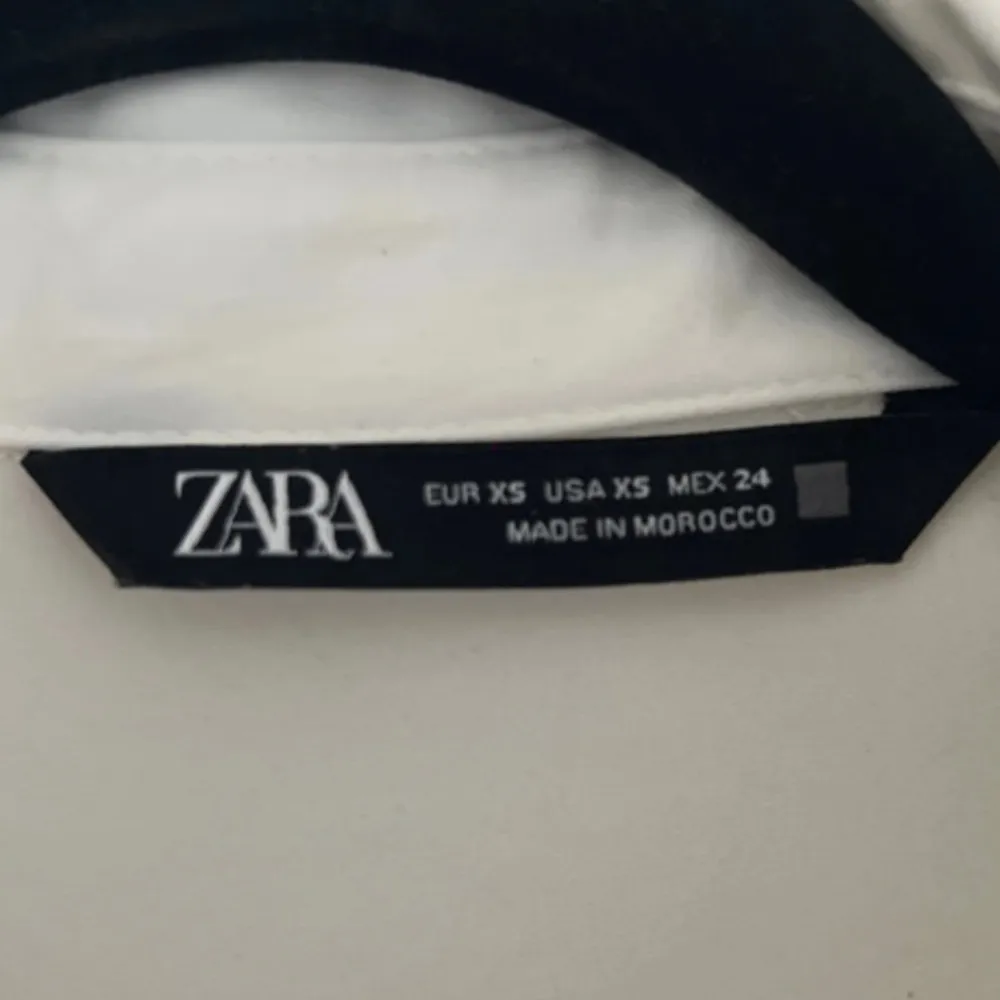 ZARA
EUR XS USA XS MEX 24
MADE IN MOROCCO